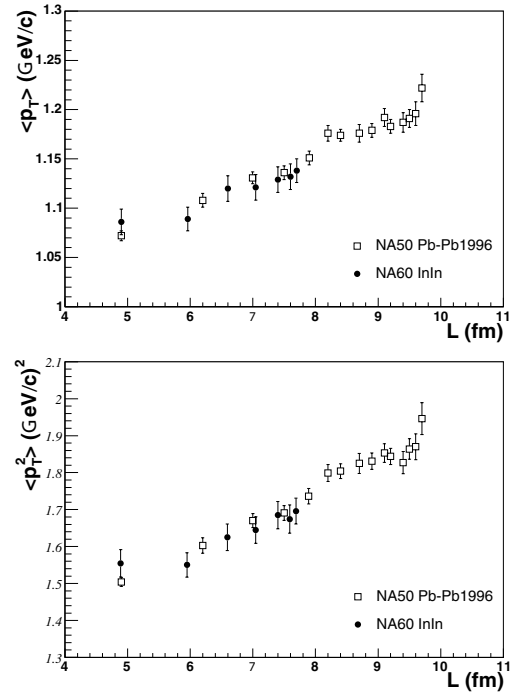 <p_T> (GeV/c)
1.3
1.25
1.2
1.15
1.1
1.05
1
4 5 6 7 8 9 10 11
L (fm)
NA50 Pb-Pb1996
NA60 InIn
<p_T^2> (GeV/c)^2
2.1
2
1.9
1.8
1.7
1.6
1.5
1.4
1.3
4 5 6 7 8 9 10 11
L (fm)
NA50 Pb-Pb1996
NA60 InIn